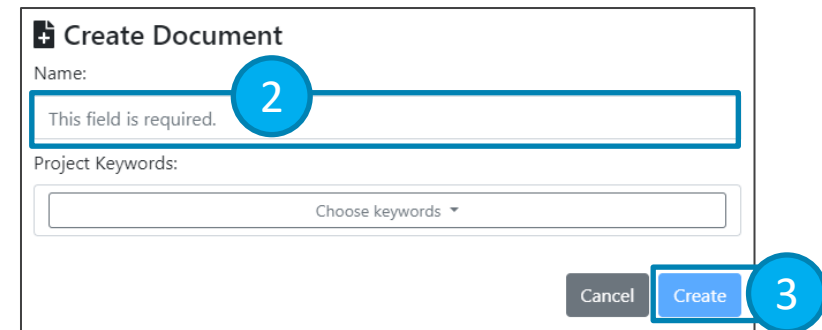 Create Document
Name:
2
This field is required.
Project Keywords:
Choose keywords
Cancel Create 3